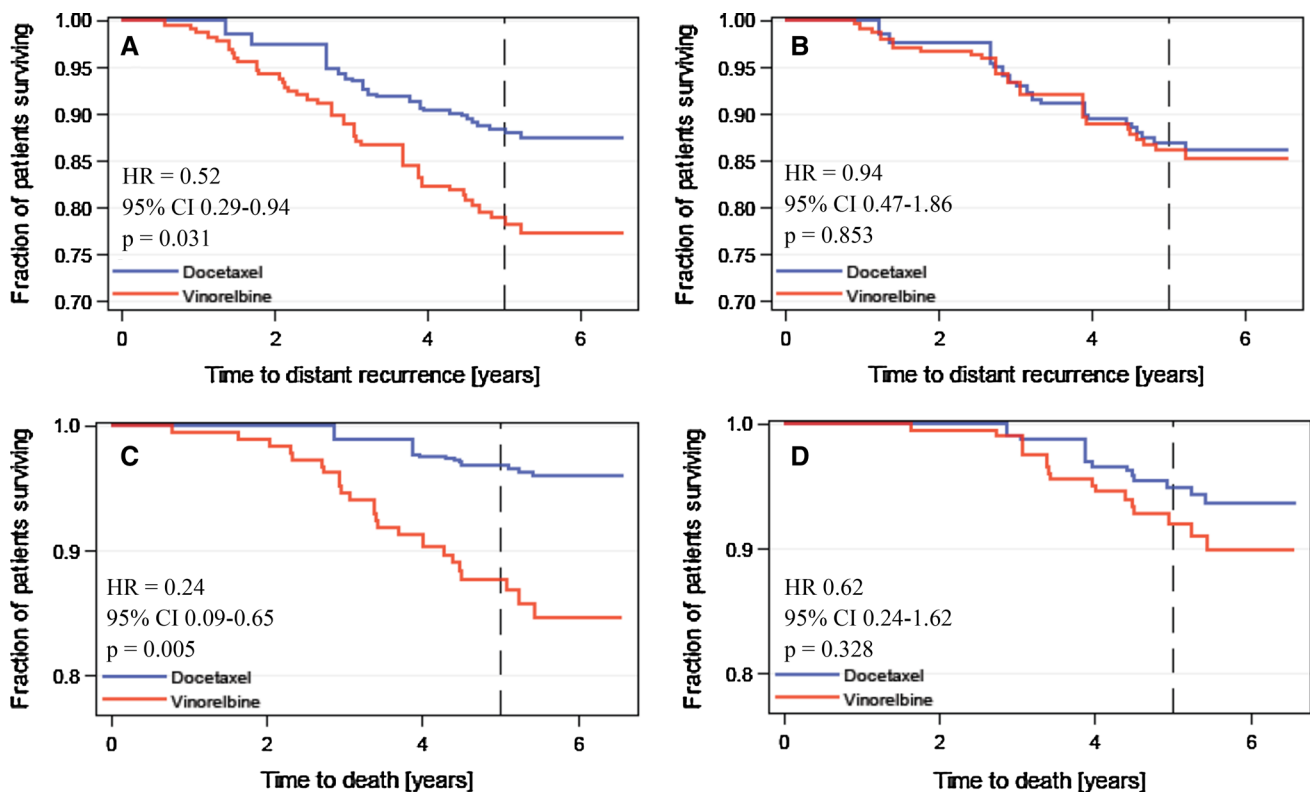 A
Fraction of patients surviving
1.00
0.95
0.90
0.85
0.80
0.75
0.70
HR = 0.52
95% CI 0.29-0.94
p = 0.031
Docetaxel
Vinorelbine
0 2 4 6
Time to distant recurrence [years]
B
Fraction of patients surviving
1.00
0.95
0.90
0.85
0.80
0.75
0.70
HR = 0.94
95% CI 0.47-1.86
p = 0.853
Docetaxel
Vinorelbine
0 2 4 6
Time to distant recurrence [years]
C
Fraction of patients surviving
1.0
0.9
0.8
HR = 0.24
95% CI 0.09-0.65
p = 0.005
Docetaxel
Vinorelbine
0 2 4 6
Time to death [years]
D
Fraction of patients surviving
1.0
0.9
0.8
HR 0.62
95% CI 0.24-1.62
p = 0.328
Docetaxel
Vinorelbine
0 2 4 6
Time to death [years]